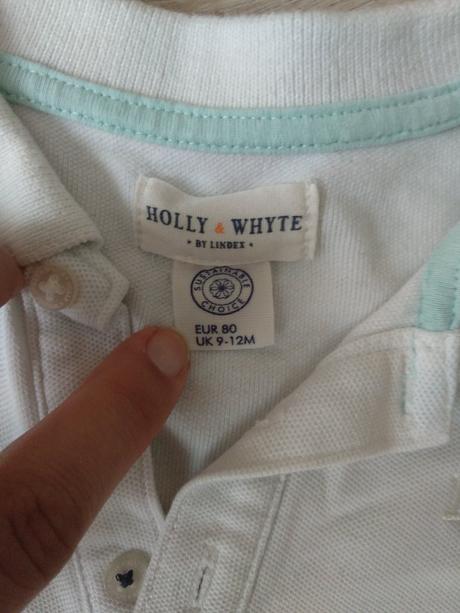 HOLLY & WHYTE
• BY LINDEX •
SUSTAINABLE
CHOICE
EUR 80
UK 9-12M